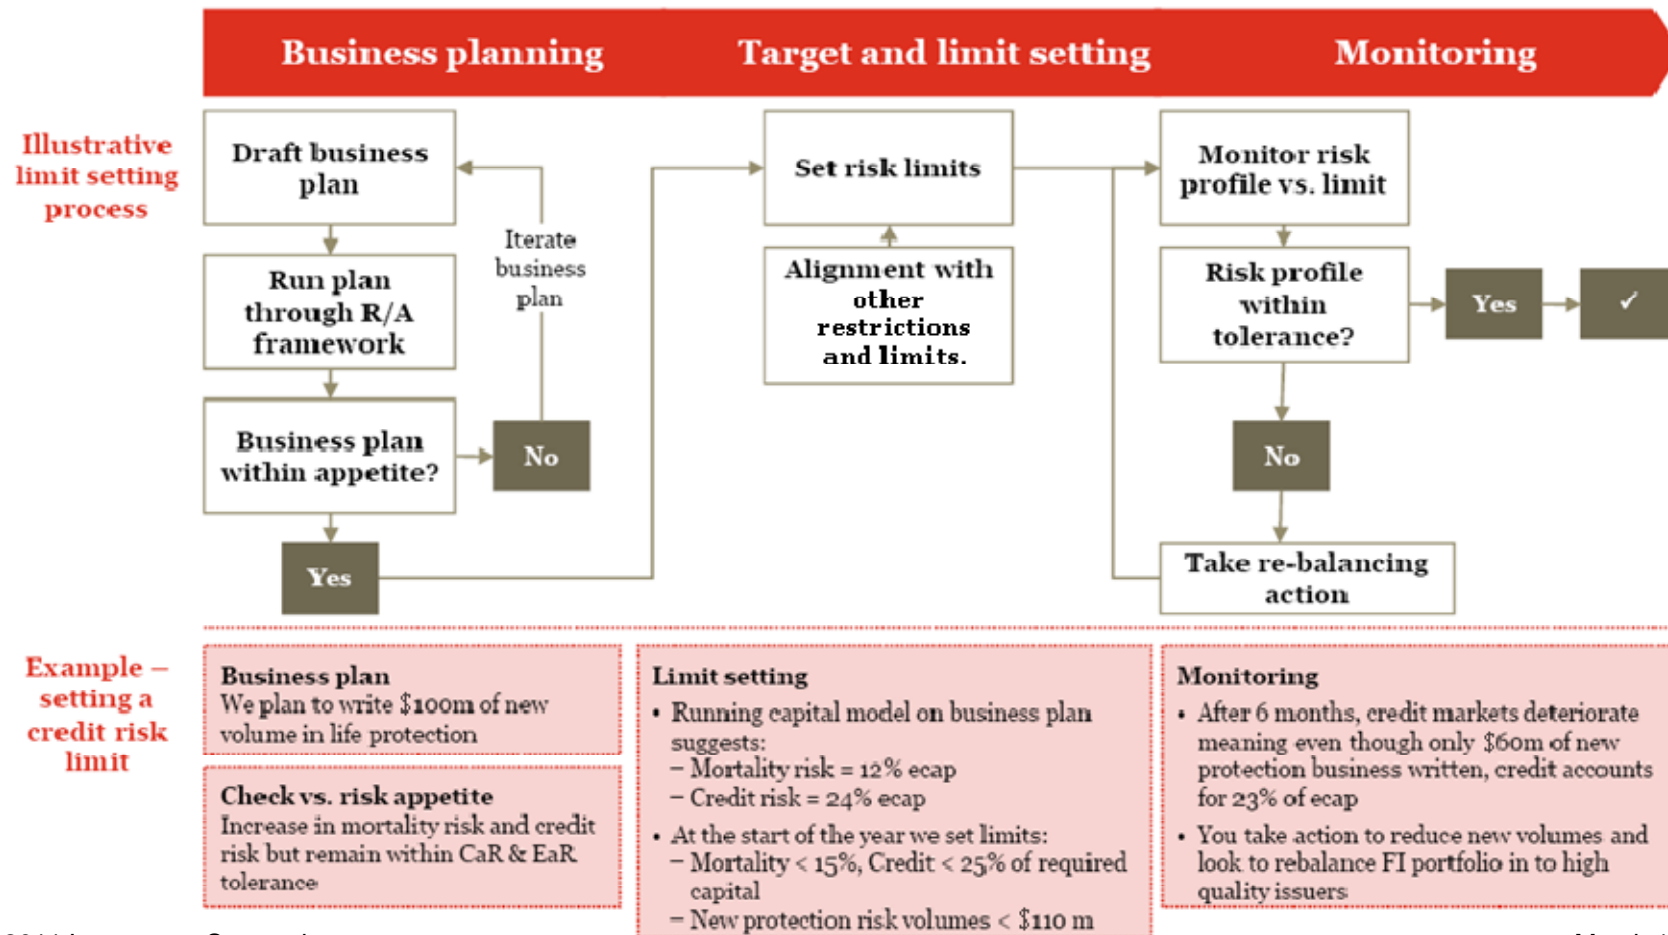 Business planning
Target and limit setting
Monitoring
Illustrative
limit setting
process
Draft business
plan
Run plan
through R/A
framework
Business plan
within appetite?
Yes
No
Iterate
business
plan
Set risk limits
Alignment with
other
restrictions
and limits.
Monitor risk
profile vs. limit
Risk profile
within
tolerance?
Yes
✓
No
Take re-balancing
action
Example –
setting a
credit risk
limit
Business plan
We plan to write $100m of new
volume in life protection
Check vs. risk appetite
Increase in mortality risk and credit
risk but remain within CaR & EaR
tolerance
Limit setting
• Running capital model on business plan
suggests:
– Mortality risk = 12% ecap
– Credit risk = 24% ecap
• At the start of the year we set limits:
– Mortality < 15%, Credit < 25% of required
capital
– New protection risk volumes < $110 m
Monitoring
• After 6 months, credit markets deteriorate
meaning even though only $60m of new
protection business written, credit accounts
for 23% of ecap
• You take action to reduce new volumes and
look to rebalance FI portfolio in to high
quality issuers